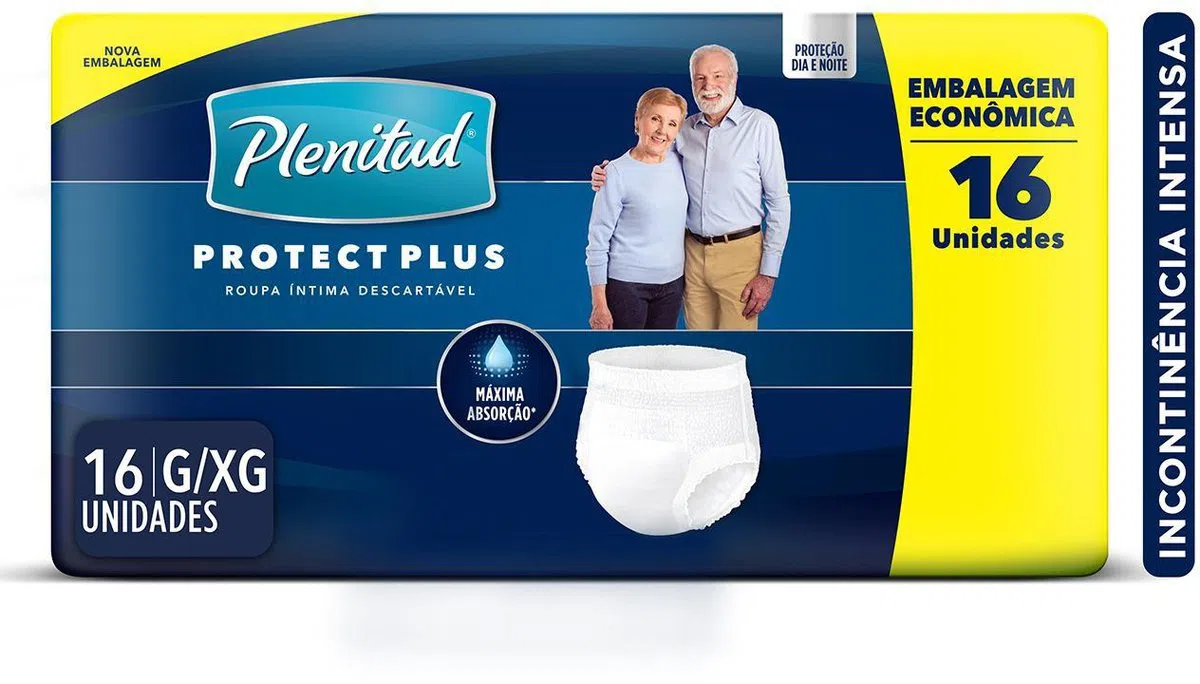 NOVA
EMBALAGEM
Plenitud®
PROTECT PLUS
ROUPA ÍNTIMA DESCARTÁVEL
PROTEÇÃO
DIA E NOITE
EMBALAGEM
ECONÔMICA
16
Unidades
MÁXIMA
ABSORÇÃO*
16 | G/XG
UNIDADES
INCONTINÊNCIA INTENSA